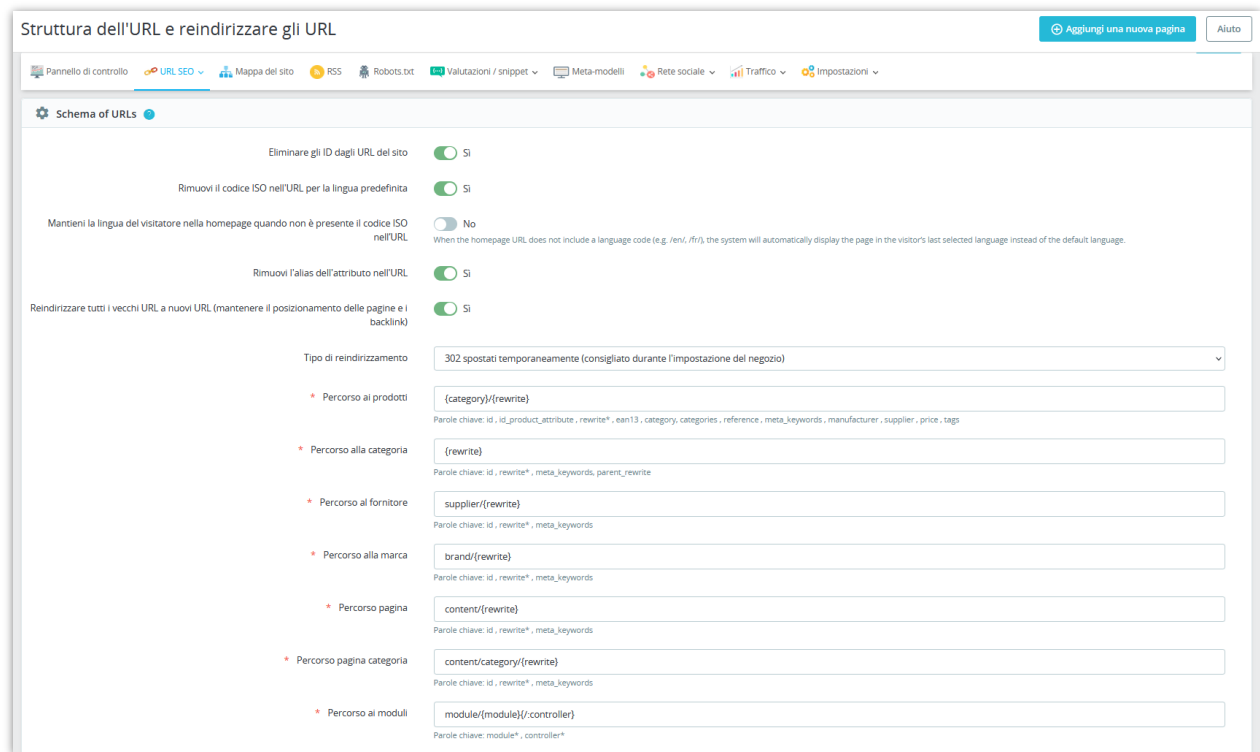 Struttura dell'URL e reindirizzare gli URL
Aggiungi una nuova pagina
Aiuto
Pannello di controllo
URL SEO
Mappa del sito
RSS
Robots.txt
Valutazioni / snippet
Meta-modelli
Rete sociale
Traffico
Impostazioni
Schema of URLs ?
Eliminare gli ID dagli URL del sito
Sì
Rimuovi il codice ISO nell'URL per la lingua predefinita
Sì
Mantieni la lingua del visitatore nella homepage quando non è presente il codice ISO
nell'URL
No
When the homepage URL does not include a language code (e.g. /en/, /fr/), the system will automatically display the page in the visitor's last selected language instead of the default language.
Rimuovi l'alias dell'attributo nell'URL
Sì
Reindirizzare tutti i vecchi URL a nuovi URL (mantenere il posizionamento delle pagine e i
backlink)
Sì
Tipo di reindirizzamento
302 spostati temporaneamente (consigliato durante l'impostazione del negozio)
* Percorso ai prodotti
{category}/{rewrite}
Parole chiave: id , id_product_attribute , rewrite* , ean13 , category, categories , reference , meta_keywords , manufacturer , supplier , price , tags
* Percorso alla categoria
{rewrite}
Parole chiave: id , rewrite* , meta_keywords, parent_rewrite
* Percorso al fornitore
supplier/{rewrite}
Parole chiave: id , rewrite* , meta_keywords
* Percorso alla marca
brand/{rewrite}
Parole chiave: id , rewrite* , meta_keywords
* Percorso pagina
content/{rewrite}
Parole chiave: id , rewrite* , meta_keywords
* Percorso pagina categoria
content/category/{rewrite}
Parole chiave: id , rewrite* , meta_keywords
* Percorso ai moduli
module/{module}{/:controller}
Parole chiave: module* , controller*